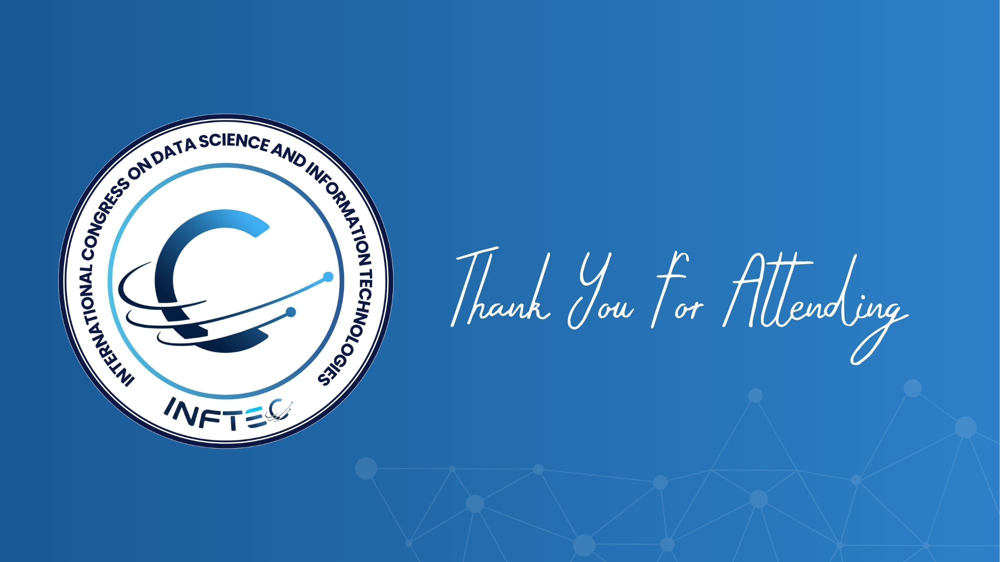 INTERNATIONAL CONGRESS ON DATA SCIENCE AND INFORMATION TECHNOLOGIES
INFTEC
Thank You For Attending